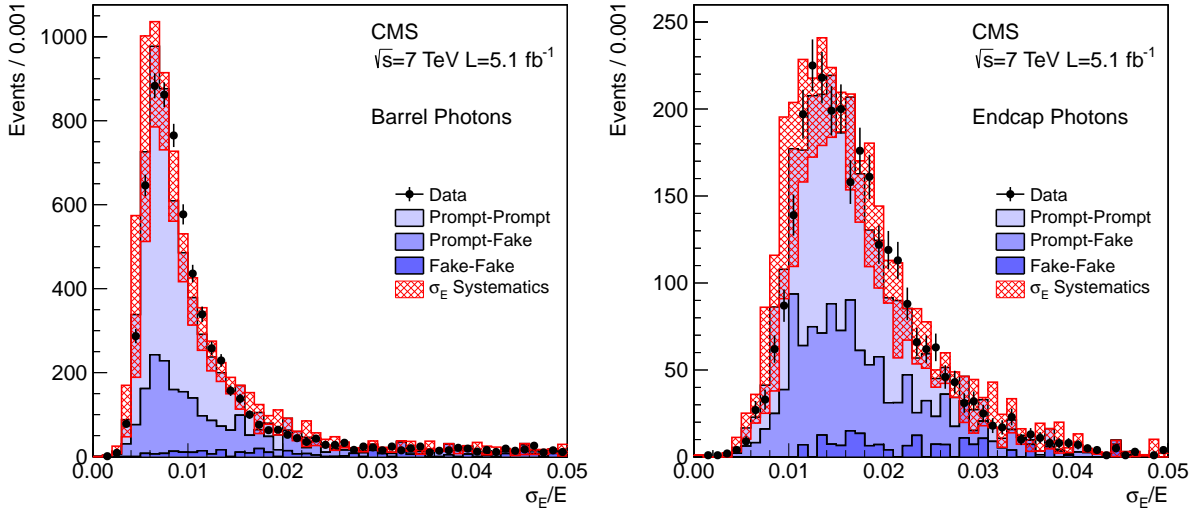 Events / 0.001
1000
800
600
400
200
0
0.00 0.01 0.02 0.03 0.04 0.05
σE/E
CMS
√s=7 TeV L=5.1 fb-1
Barrel Photons
Data
Prompt-Prompt
Prompt-Fake
Fake-Fake
σE Systematics
Events / 0.001
250
200
150
100
50
0
0.00 0.01 0.02 0.03 0.04 0.05
σE/E
CMS
√s=7 TeV L=5.1 fb-1
Endcap Photons
Data
Prompt-Prompt
Prompt-Fake
Fake-Fake
σE Systematics